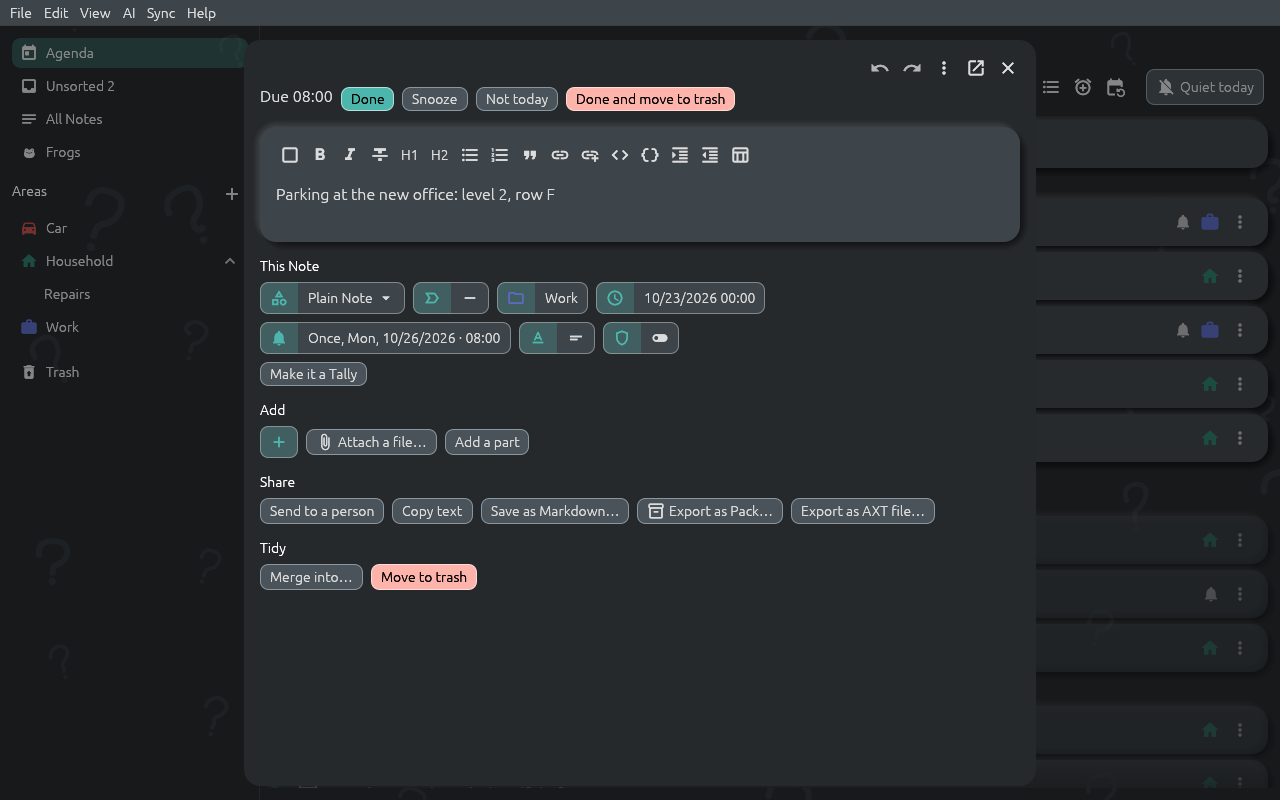 File Edit View AI Sync Help
Agenda
Unsorted 2
All Notes
Frogs
Areas
Car
Household
Repairs
Work
Trash
Quiet today
Due 08:00 Done Snooze Not today Done and move to trash
B I H1 H2
Parking at the new office: level 2, row F
This Note
Plain Note Work 10/23/2026 00:00
Once, Mon, 10/26/2026 · 08:00 A
Make it a Tally
Add
Attach a file... Add a part
Share
Send to a person Copy text Save as Markdown... Export as Pack... Export as AXT file...
Tidy
Merge into... Move to trash